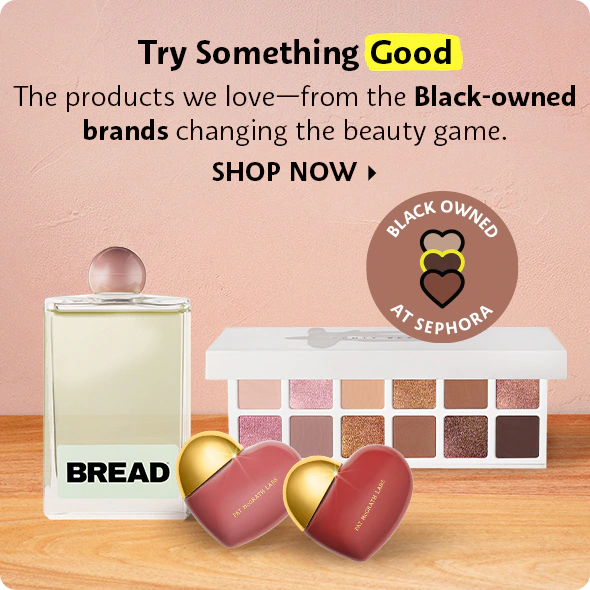 Try Something Good
The products we love—from the Black-owned
brands changing the beauty game.
SHOP NOW
BLACK OWNED
AT SEPHORA
BREAD
PAT McGRATH LABS
PAT McGRATH LABS